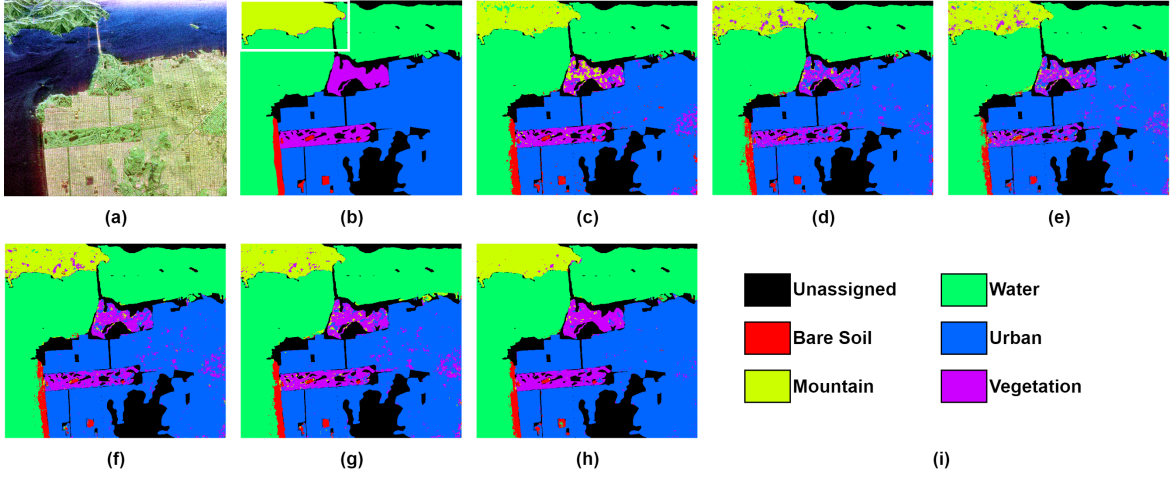 (a) (b) (c) (d) (e)
Unassigned Water
Bare Soil Urban
Mountain Vegetation
(f) (g) (h) (i)